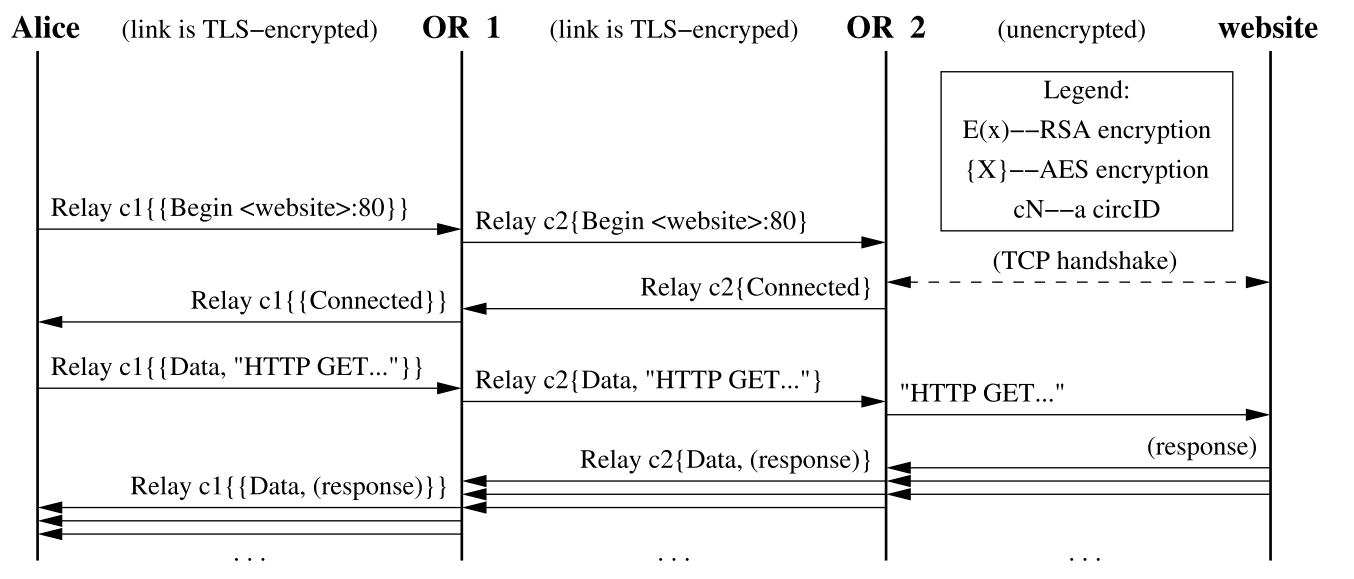 Alice (link is TLS−encrypted) OR 1 (link is TLS−encryped) OR 2 (unencrypted) website
Legend:
E(x)−−RSA encryption
{X}−−AES encryption
cN−−a circID
Relay c1{{Begin <website>:80}}
Relay c2{Begin <website>:80}
(TCP handshake)
Relay c2{Connected}
Relay c1{{Connected}}
Relay c1{{Data, "HTTP GET..."}}
Relay c2{Data, "HTTP GET..."}
"HTTP GET..."
(response)
Relay c2{Data, (response)}
Relay c1{{Data, (response)}}
. . . . . . . . .